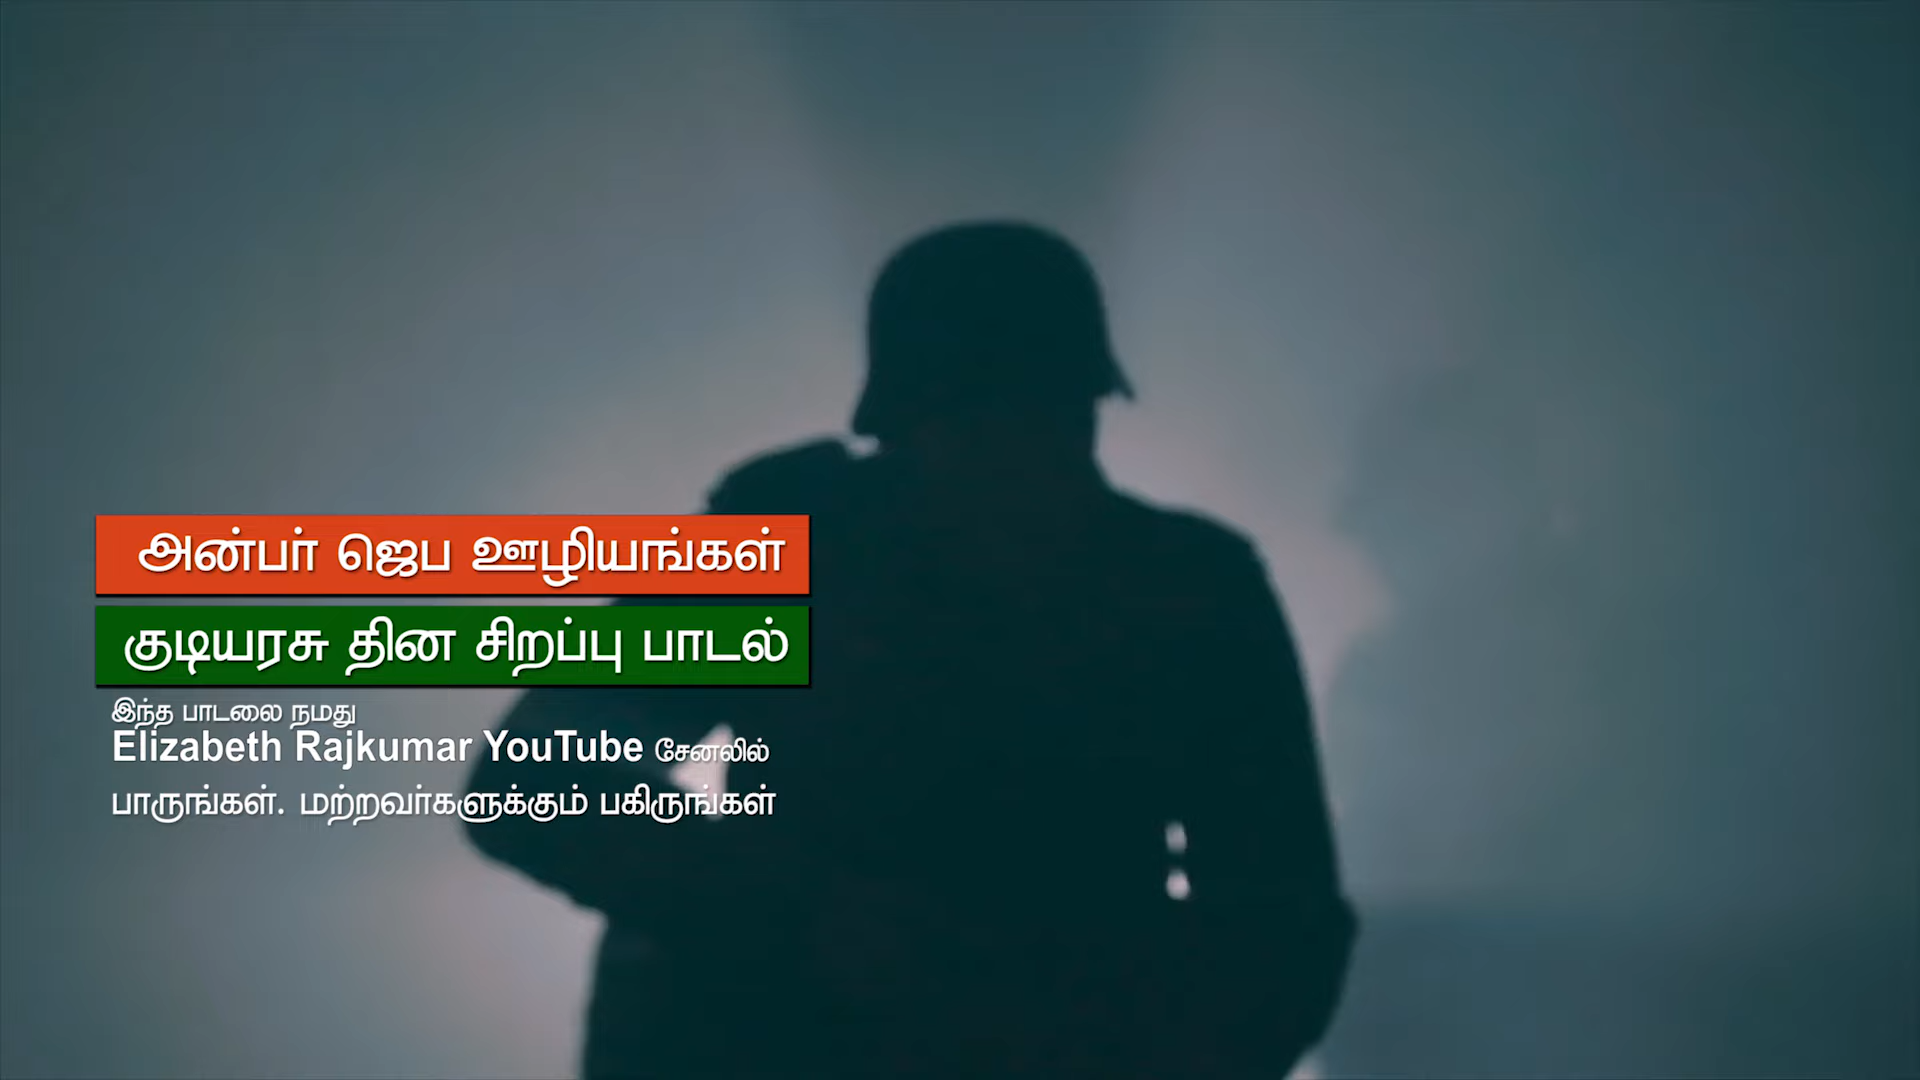 அன்பர் ஜெப ஊழியங்கள்
குடியரசு தின சிறப்பு பாடல்
இந்த பாடலை நமது
Elizabeth Rajkumar YouTube சேனலில்
பாருங்கள். மற்றவர்களுக்கும் பகிருங்கள்